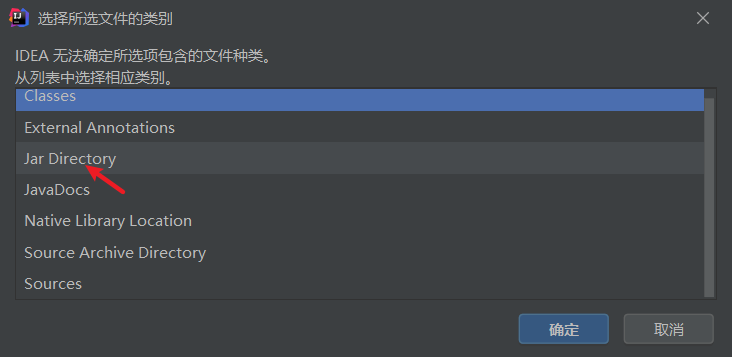 选择所选文件的类别
IDEA 无法确定所选项包含的文件种类。
从列表中选择相应类别。
Classes
External Annotations
Jar Directory
JavaDocs
Native Library Location
Source Archive Directory
Sources
确定 取消